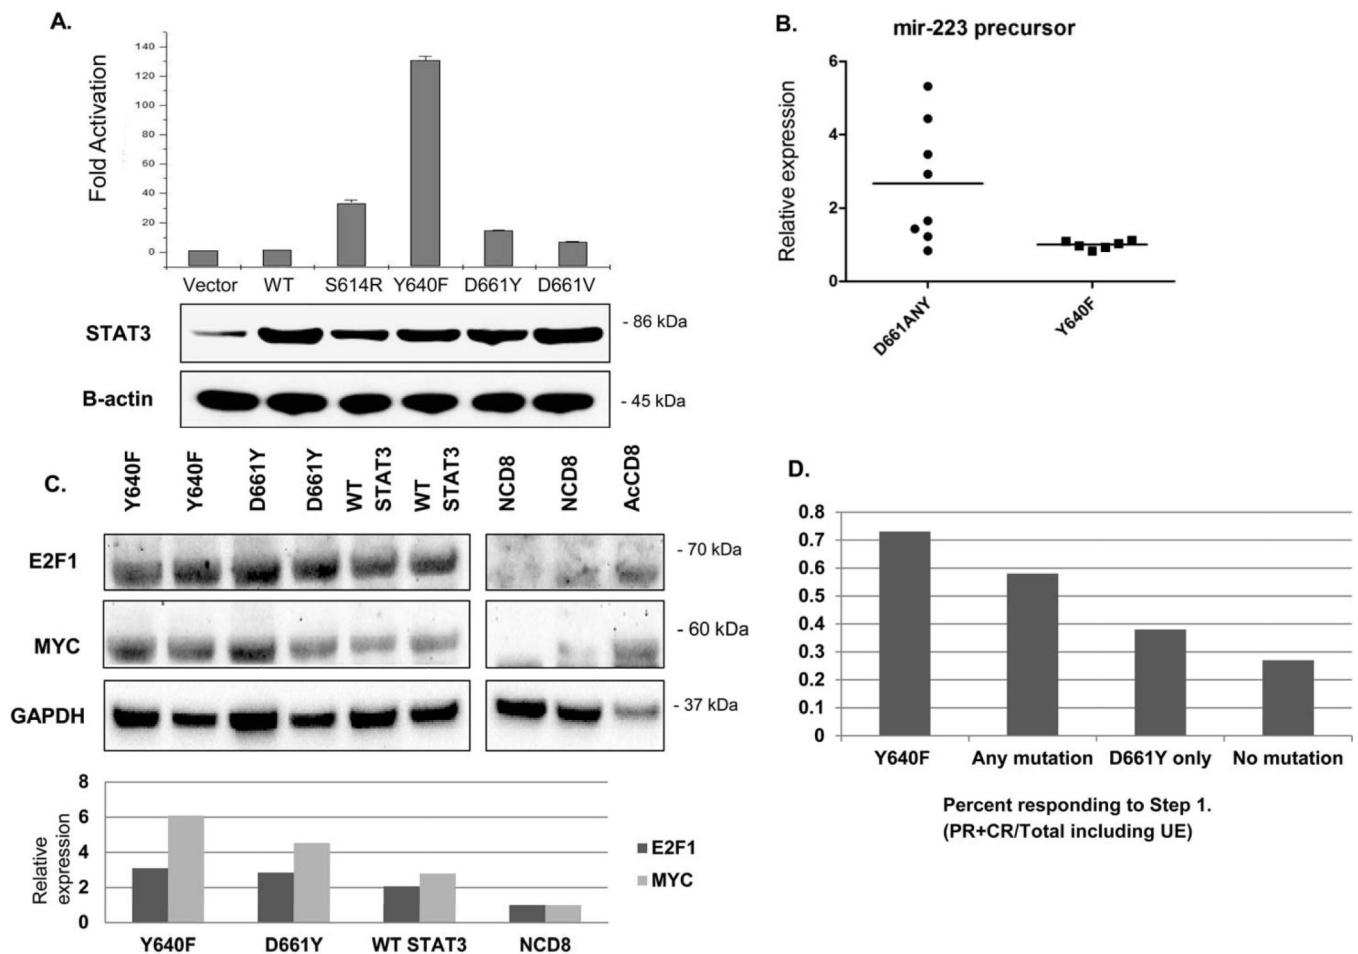 A.
Fold Activation
140
120
100
80
60
40
20
0
Vector WT S614R Y640F D661Y D661V
STAT3 - 86 kDa
B-actin - 45 kDa
B.
mir-223 precursor
Relative expression
6
4
2
0
D661ANY Y640F
C.
Y640F Y640F D661Y D661Y WT STAT3 WT STAT3 NCD8 NCD8 AcCD8
E2F1 - 70 kDa
MYC - 60 kDa
GAPDH - 37 kDa
Relative
expression
8
6
4
2
0
Y640F D661Y WT STAT3 NCD8
E2F1
MYC
D.
0.8
0.7
0.6
0.5
0.4
0.3
0.2
0.1
0
Y640F Any mutation D661Y only No mutation
Percent responding to Step 1.
(PR+CR/Total including UE)